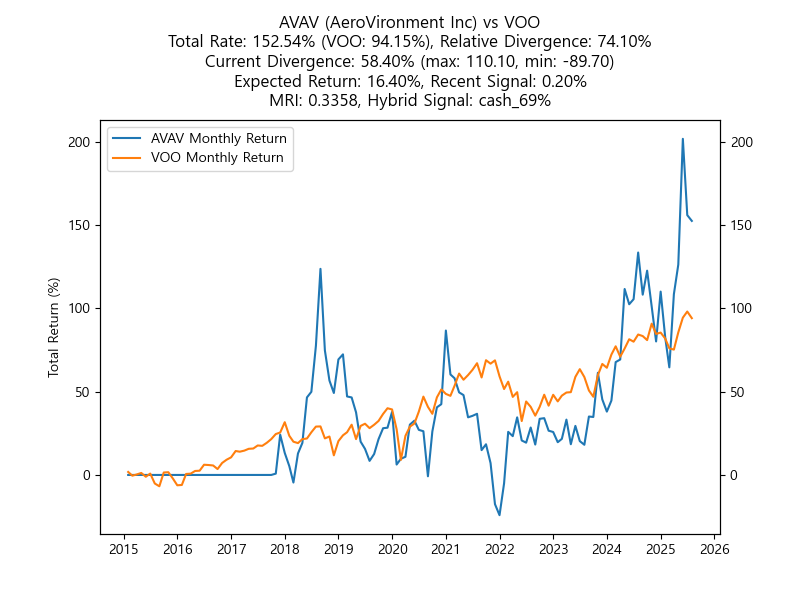 AVAV (AeroVironment Inc) vs VOO
Total Rate: 152.54% (VOO: 94.15%), Relative Divergence: 74.10%
Current Divergence: 58.40% (max: 110.10, min: -89.70)
Expected Return: 16.40%, Recent Signal: 0.20%
MRI: 0.3358, Hybrid Signal: cash_69%
AVAV Monthly Return
VOO Monthly Return
Total Return (%)
200
150
100
50
0
200
150
100
50
0
2015 2016 2017 2018 2019 2020 2021 2022 2023 2024 2025 2026